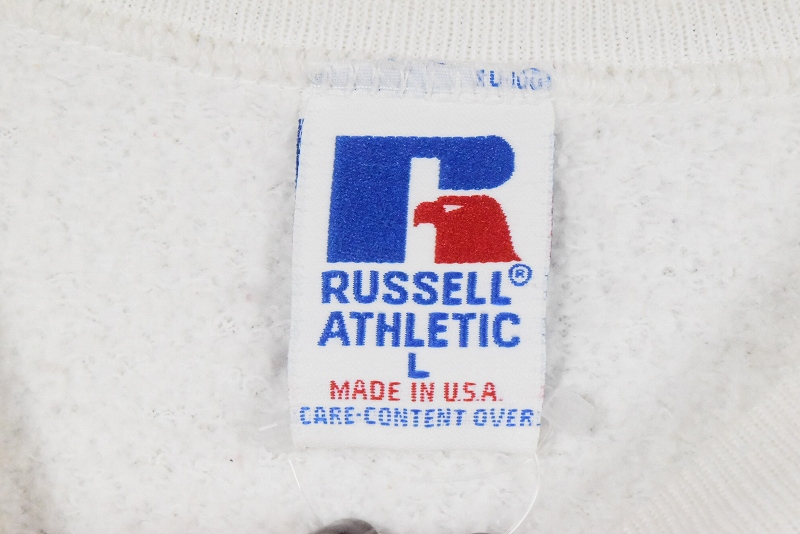 RUSSELL®
ATHLETIC
L
MADE IN U.S.A.
CARE-CONTENT OVER